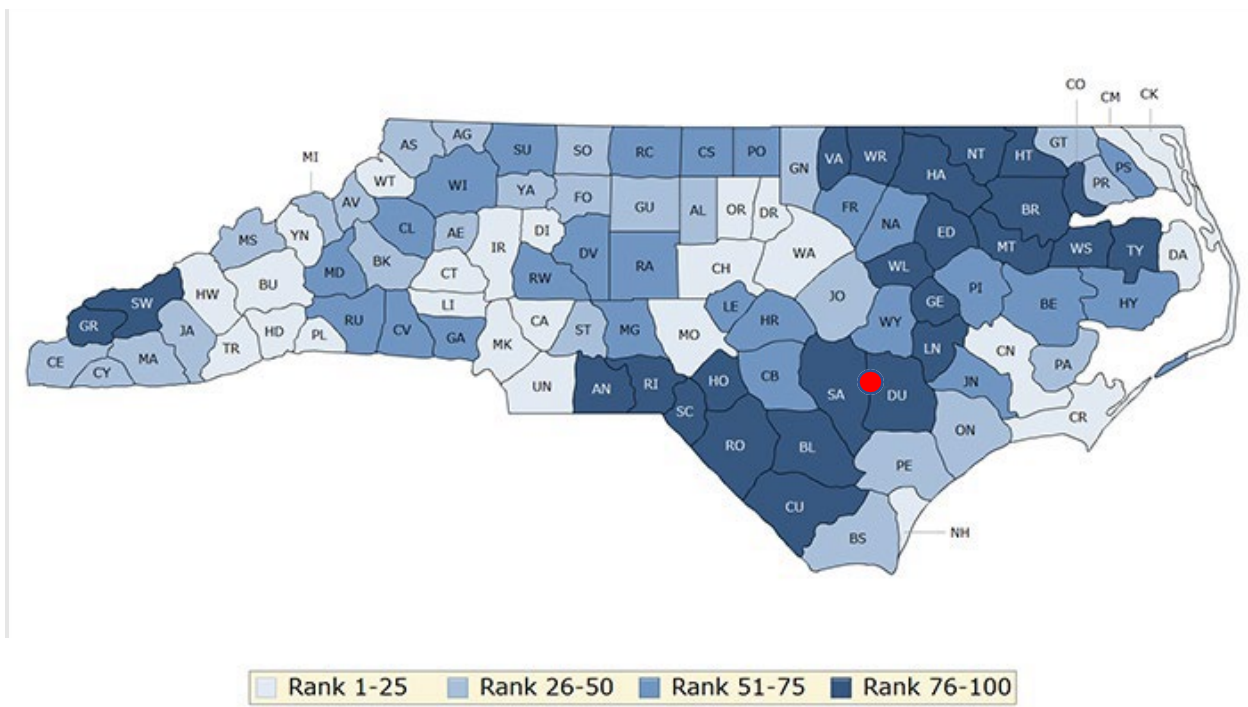 CO
CM
CK
AS
AG
SU
SO
RC
CS
PO
GN
VA
WR
NT
HT
GT
HA
PS
PR
MI
WT
WI
YA
FO
GU
AL
OR
DR
FR
NA
ED
BR
AV
MS
YN
CL
AE
IR
DI
DV
RA
CH
WA
WL
MT
WS
TY
DA
BK
MD
CT
RW
BU
HW
SW
LI
LE
HR
JO
WY
GE
PI
BE
HY
GR
JA
TR
HD
PL
RU
CV
GA
MK
CA
ST
MG
MO
LN
CN
PA
CE
CY
MA
UN
AN
RI
SC
HO
CB
SA
DU
JN
CR
ON
RO
BL
PE
CU
BS
NH
Rank 1-25
Rank 26-50
Rank 51-75
Rank 76-100